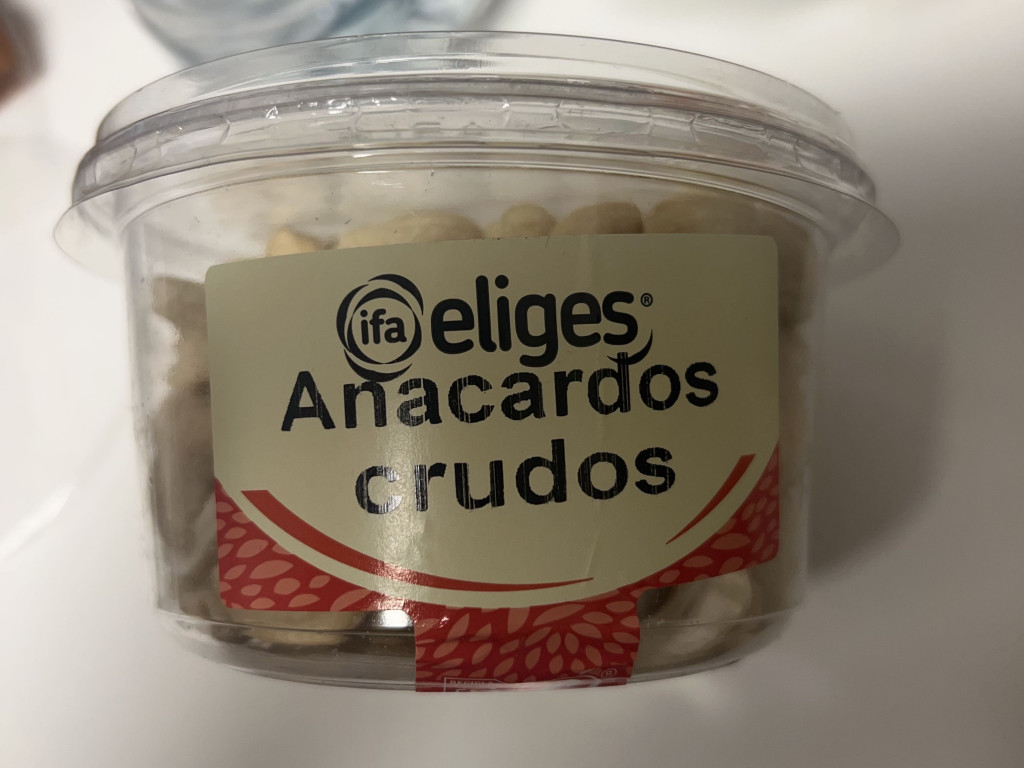 ifa eliges®
Anacardos
crudos